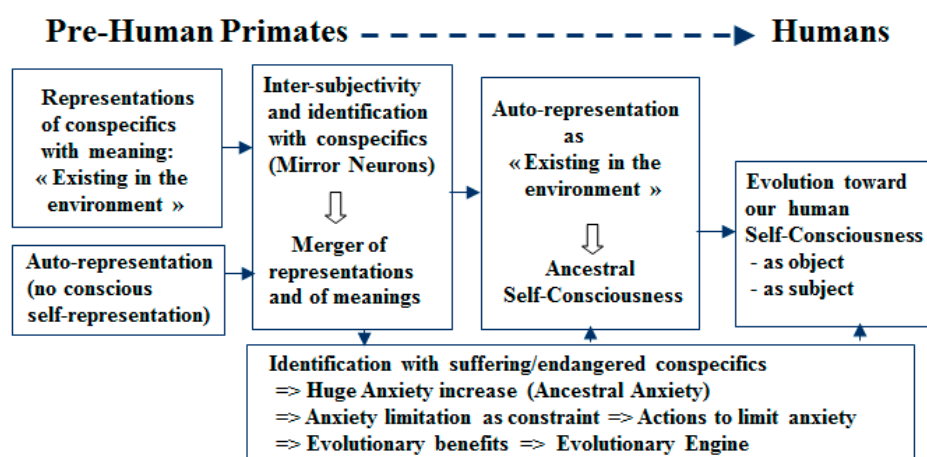 Pre-Human Primates
Humans
Representations
of conspecifics
with meaning:
« Existing in the
environment »
Auto-representation
(no conscious
self-representation)
Inter-subjectivity
and identification
with conspecifics
(Mirror Neurons)
Merger of
representations
and of meanings
Auto-representation
as
« Existing in the
environment »
Ancestral
Self-Consciousness
Evolution toward
our human
Self-Consciousness
- as object
- as subject
Identification with suffering/endangered conspecifics
=> Huge Anxiety increase (Ancestral Anxiety)
=> Anxiety limitation as constraint => Actions to limit anxiety
=> Evolutionary benefits => Evolutionary Engine